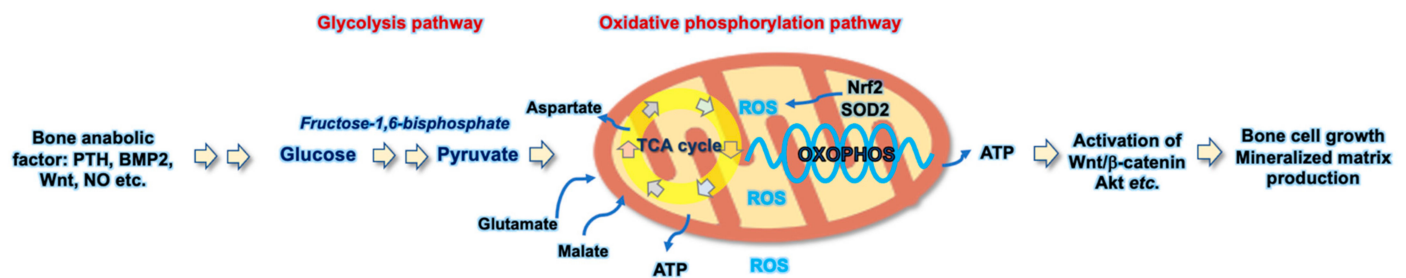 Glycolysis pathway
Oxidative phosphorylation pathway
Bone anabolic
factor: PTH, BMP2,
Wnt, NO etc.
Fructose-1,6-bisphosphate
Glucose
Pyruvate
Aspartate
TCA cycle
Glutamate
Malate
ATP
ROS
Nrf2
SOD2
OXOPHOS
ROS
ROS
ATP
Activation of
Wnt/β-catenin
Akt etc.
Bone cell growth
Mineralized matrix
production